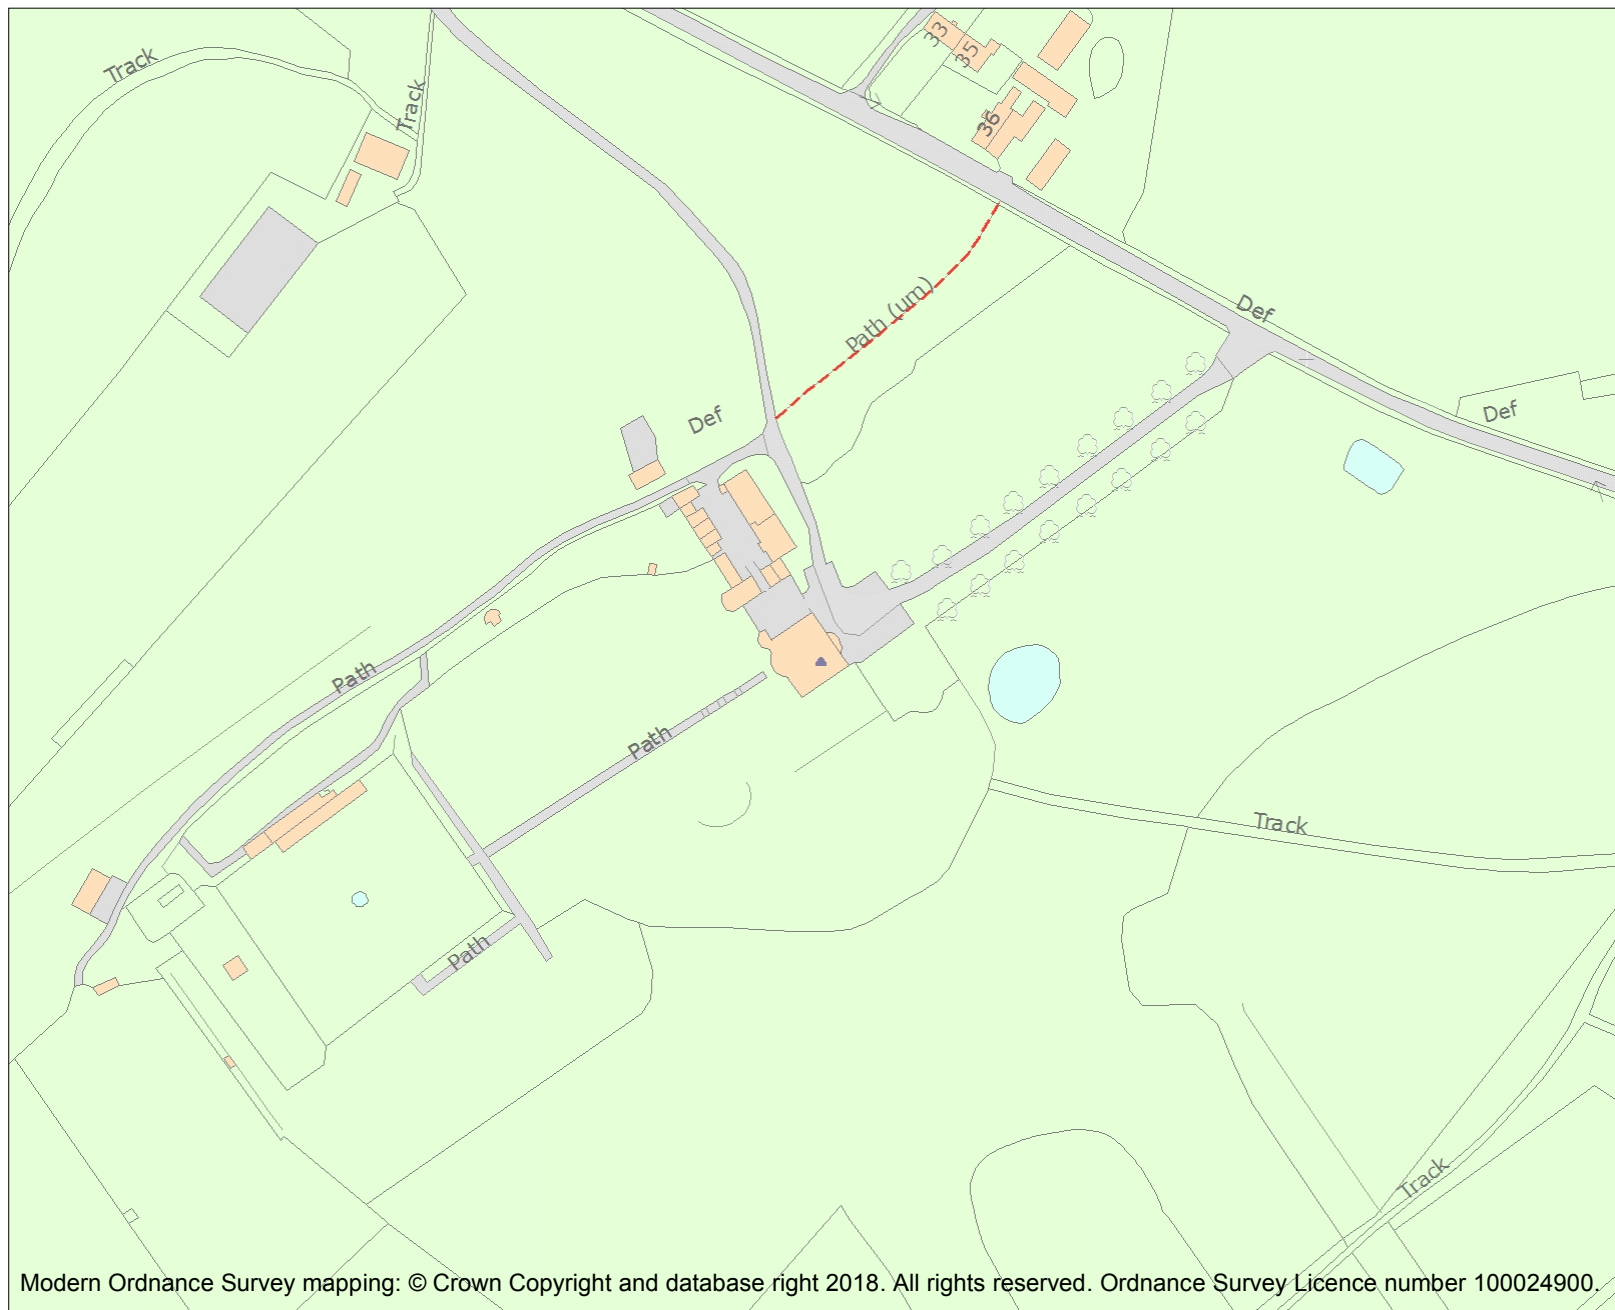 Track
Track
33
35
36
Path (um)
Def
Def
Def
Path
Path
Track
Path
Track
Modern Ordnance Survey mapping: © Crown Copyright and database right 2018. All rights reserved. Ordnance Survey Licence number 100024900.